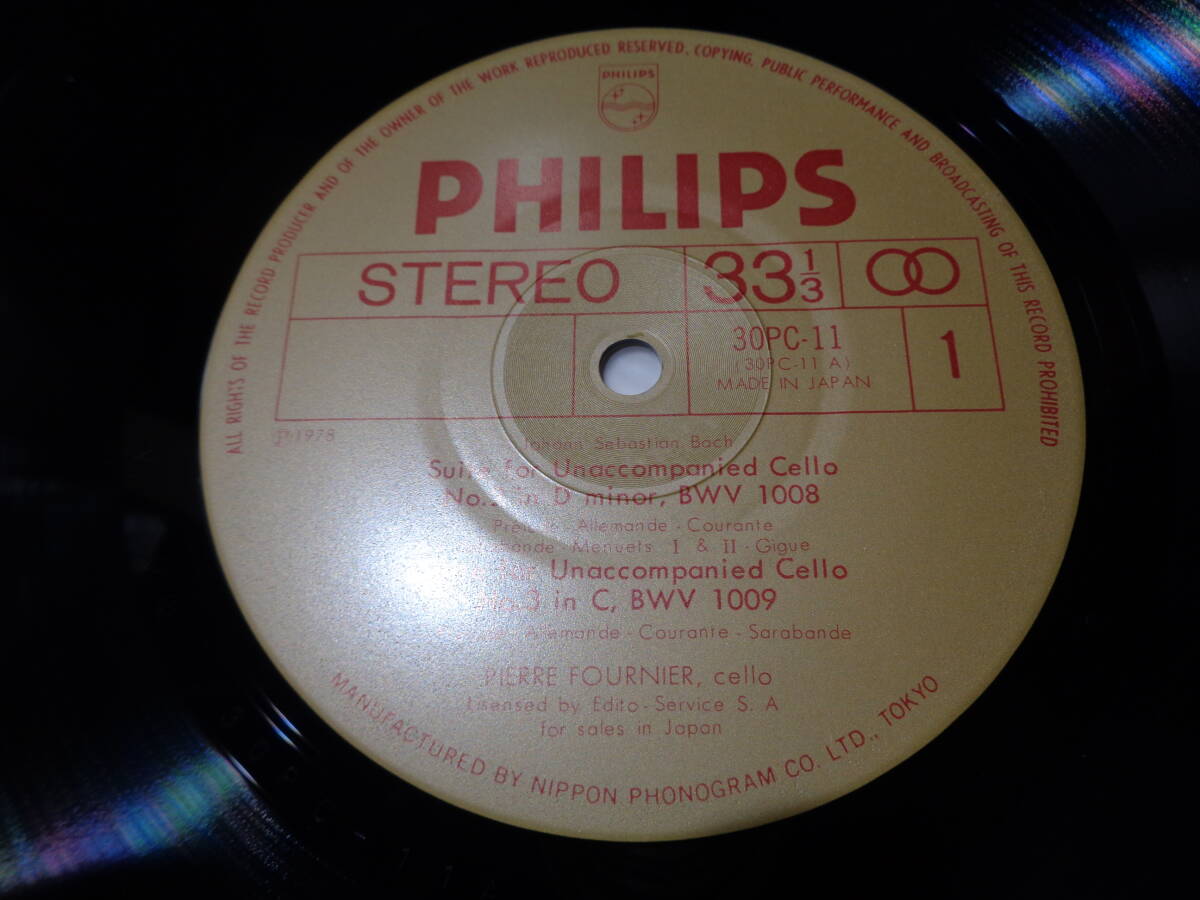 ALL RIGHTS OF THE RECORD PRODUCER AND OF THE OWNER OF THE WORK REPRODUCED RESERVED. COPYING, PUBLIC PERFORMANCE AND BROADCASTING OF THIS RECORD PROHIBITED
PHILIPS
PHILIPS
STEREO
33 1/3
30PC-11
(30PC-11 A)
MADE IN JAPAN
1
℗1978
Johann Sebastian Bach
Suite for Unaccompanied Cello
in D minor, BWV 1008
Allemande - Courante
Menuets I & II - Gigue
Unaccompanied Cello
No.3 in C, BWV 1009
Allemande - Courante - Sarabande
PIERRE FOURNIER, cello
Licensed by Edito-Service S. A
for sales in Japan
MANUFACTURED BY NIPPON PHONOGRAM CO. LTD., TOKYO